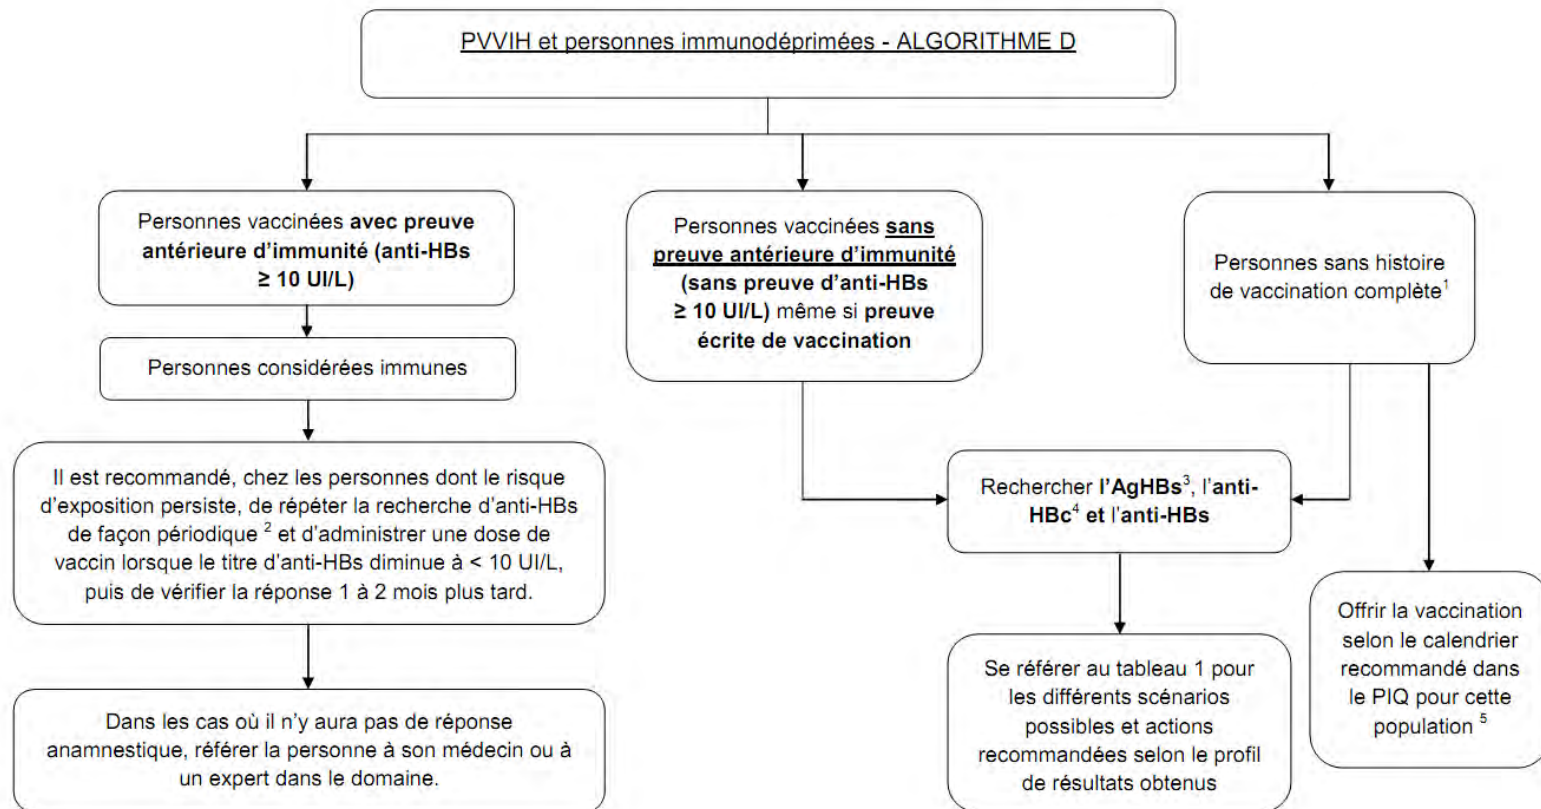 PVVIH et personnes immunodéprimées - ALGORITHME D
Personnes vaccinées avec preuve
antérieure d'immunité (anti-HBs
≥ 10 UI/L)
Personnes considérées immunes
Il est recommandé, chez les personnes dont le risque
d'exposition persiste, de répéter la recherche d'anti-HBs
de façon périodique ² et d'administrer une dose de
vaccin lorsque le titre d'anti-HBs diminue à < 10 UI/L,
puis de vérifier la réponse 1 à 2 mois plus tard.
Dans les cas où il n'y aura pas de réponse
anamnestique, référer la personne à son médecin ou à
un expert dans le domaine.
Personnes vaccinées sans
preuve antérieure d'immunité
(sans preuve d'anti-HBs
≥ 10 UI/L) même si preuve
écrite de vaccination
Personnes sans histoire
de vaccination complète¹
Rechercher l'AgHBs³, l'anti-
HBc⁴ et l'anti-HBs
Se référer au tableau 1 pour
les différents scénarios
possibles et actions
recommandées selon le profil
de résultats obtenus
Offrir la vaccination
selon le calendrier
recommandé dans
le PIQ pour cette
population ⁵